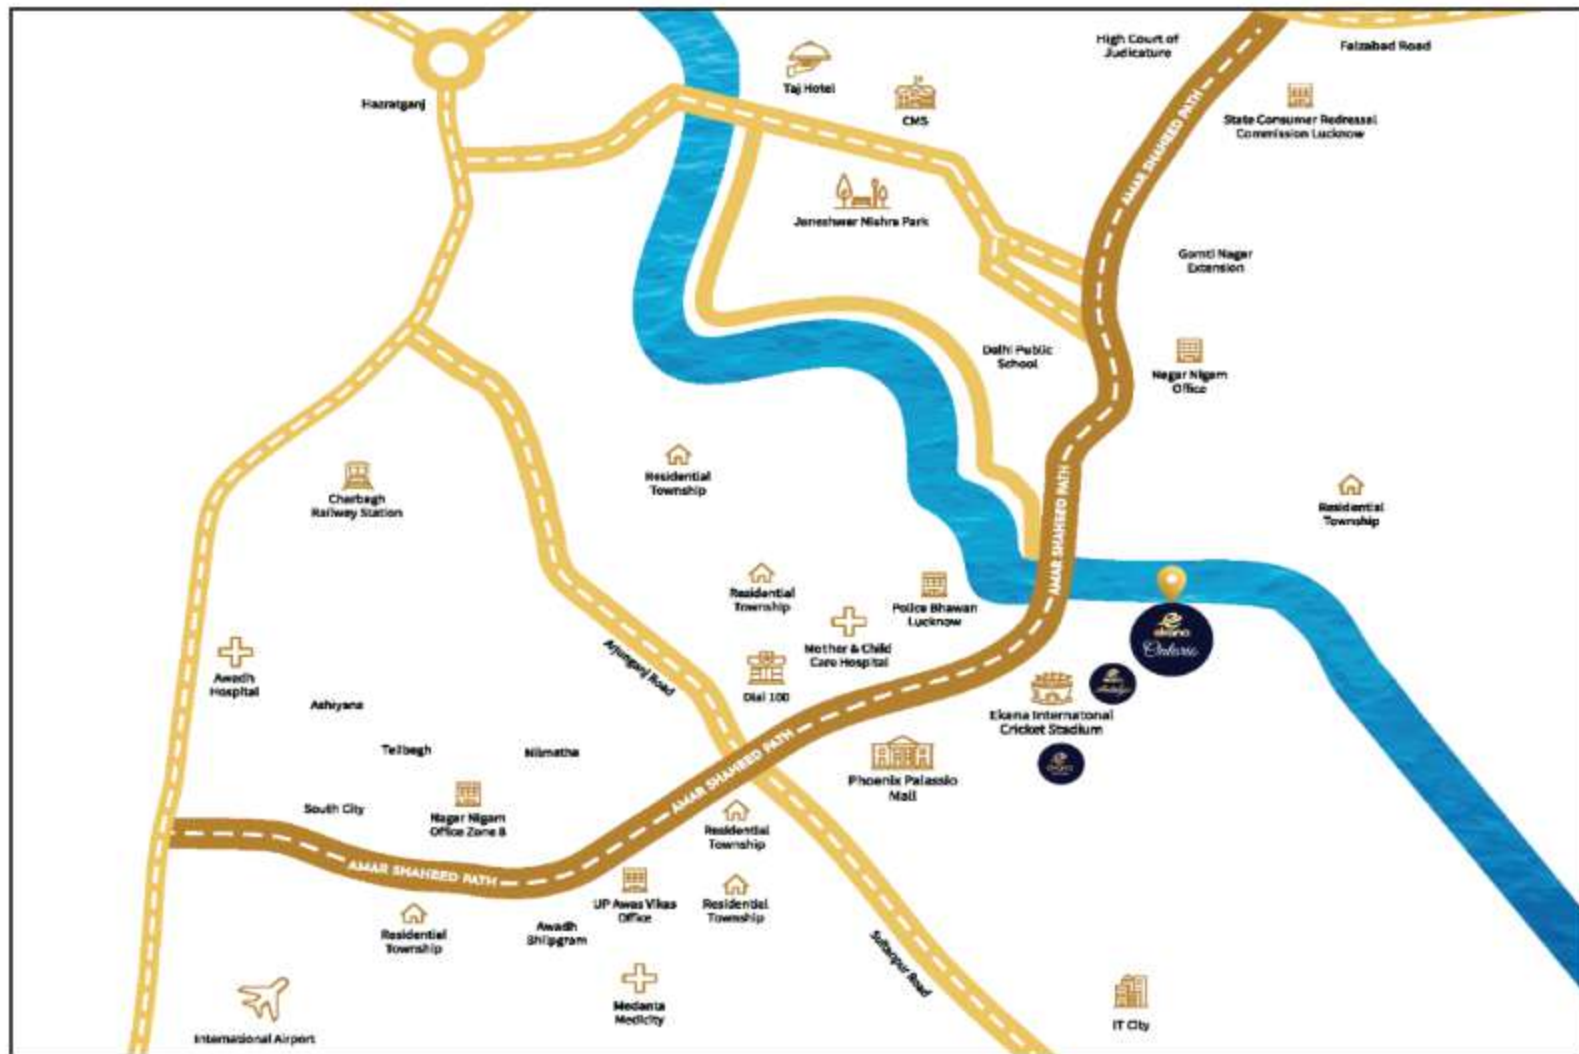 High Court of
Judicature
Faizabad Road
Taj Hotel
CMS
Hazratganj
State Consumer Redressal
Commission Lucknow
AMAR SHAHEED PATH
Janeshwar Mishra Park
Gomti Nagar
Extension
Delhi Public
School
Nagar Nigam
Office
Residential
Township
Charbagh
Railway Station
Residential
Township
AMAR SHAHEED PATH
Residential
Township
Police Bhawan
Lucknow
ekana
Ontario
Mother & Child
Care Hospital
Awadh
Hospital
Arjunganj Road
Dial 100
Ashiyana
Ekana International
Cricket Stadium
Telibagh
Nilmatha
AMAR SHAHEED PATH
Phoenix Palassio
Mall
South City
Nagar Nigam
Office Zone 8
Residential
Township
AMAR SHAHEED PATH
UP Awas Vikas
Office
Residential
Township
Residential
Township
Awadh
Shilpgram
Sultanpur Road
Medanta
Medicity
IT City
International Airport